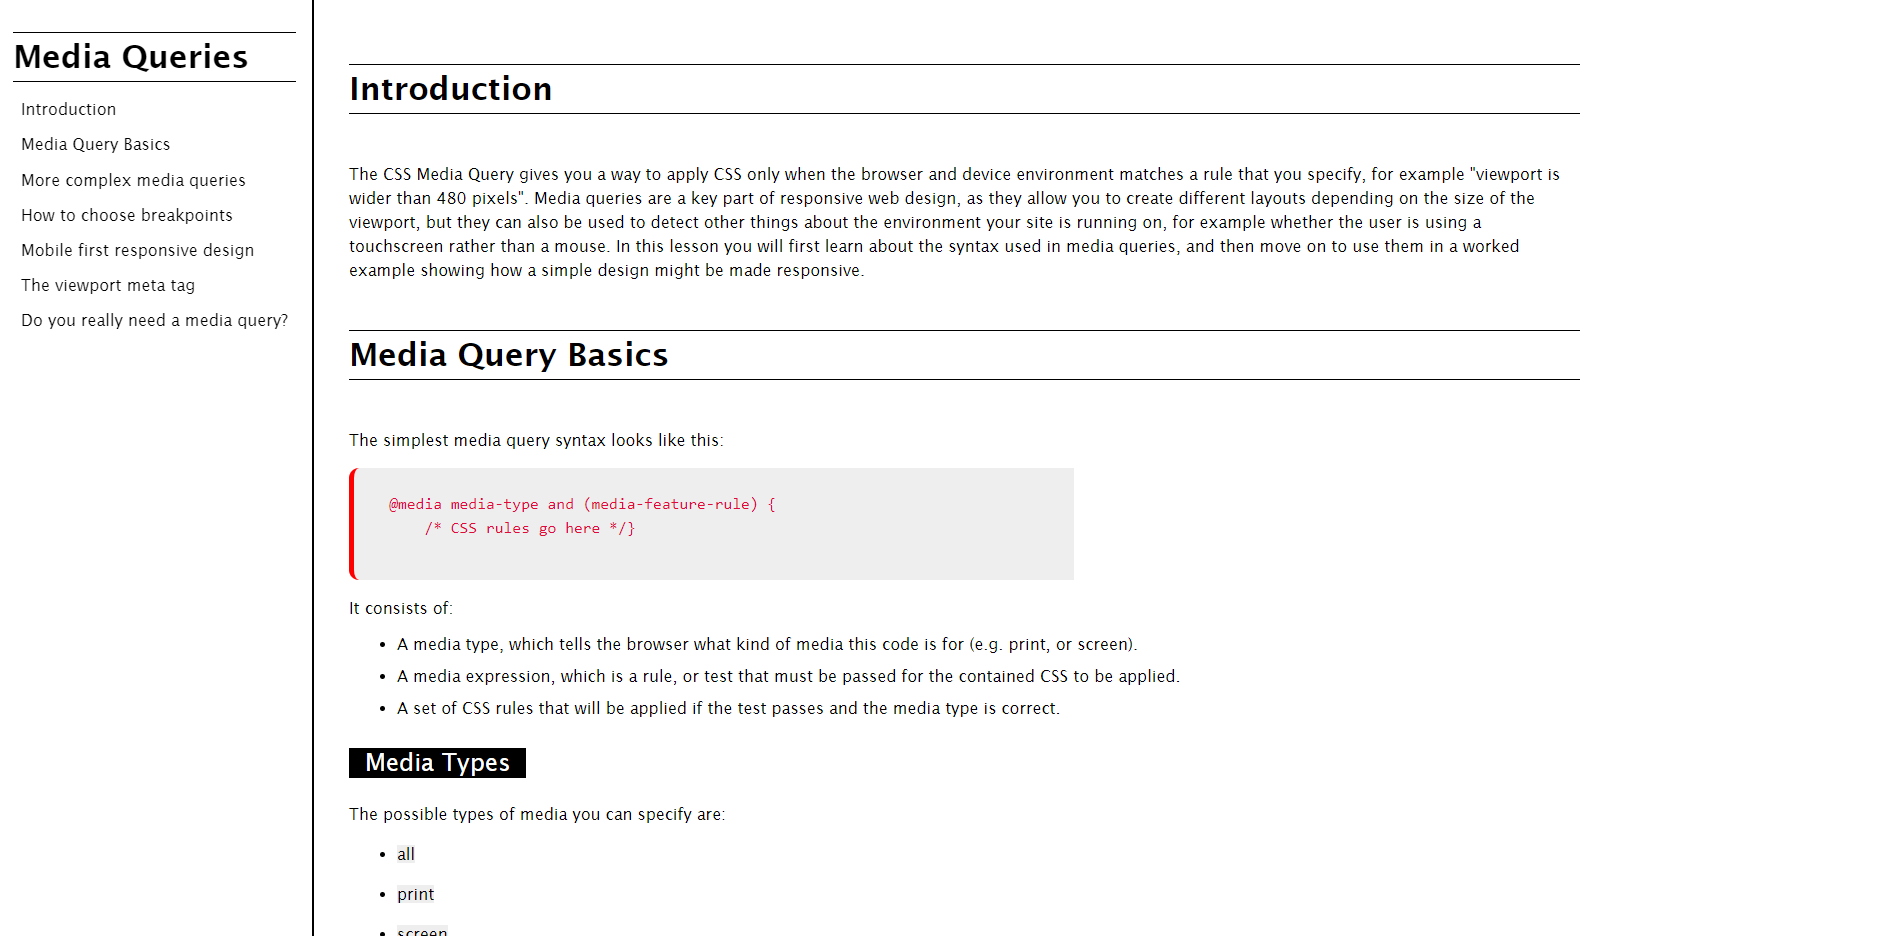 Media Queries
Introduction
Media Query Basics
More complex media queries
How to choose breakpoints
Mobile first responsive design
The viewport meta tag
Do you really need a media query?
Introduction
The CSS Media Query gives you a way to apply CSS only when the browser and device environment matches a rule that you specify, for example "viewport is
wider than 480 pixels". Media queries are a key part of responsive web design, as they allow you to create different layouts depending on the size of the
viewport, but they can also be used to detect other things about the environment your site is running on, for example whether the user is using a
touchscreen rather than a mouse. In this lesson you will first learn about the syntax used in media queries, and then move on to use them in a worked
example showing how a simple design might be made responsive.
Media Query Basics
The simplest media query syntax looks like this:
@media media-type and (media-feature-rule) {
/* CSS rules go here */}
It consists of:
• A media type, which tells the browser what kind of media this code is for (e.g. print, or screen).
• A media expression, which is a rule, or test that must be passed for the contained CSS to be applied.
• A set of CSS rules that will be applied if the test passes and the media type is correct.
Media Types
The possible types of media you can specify are:
• all
• print
• screen